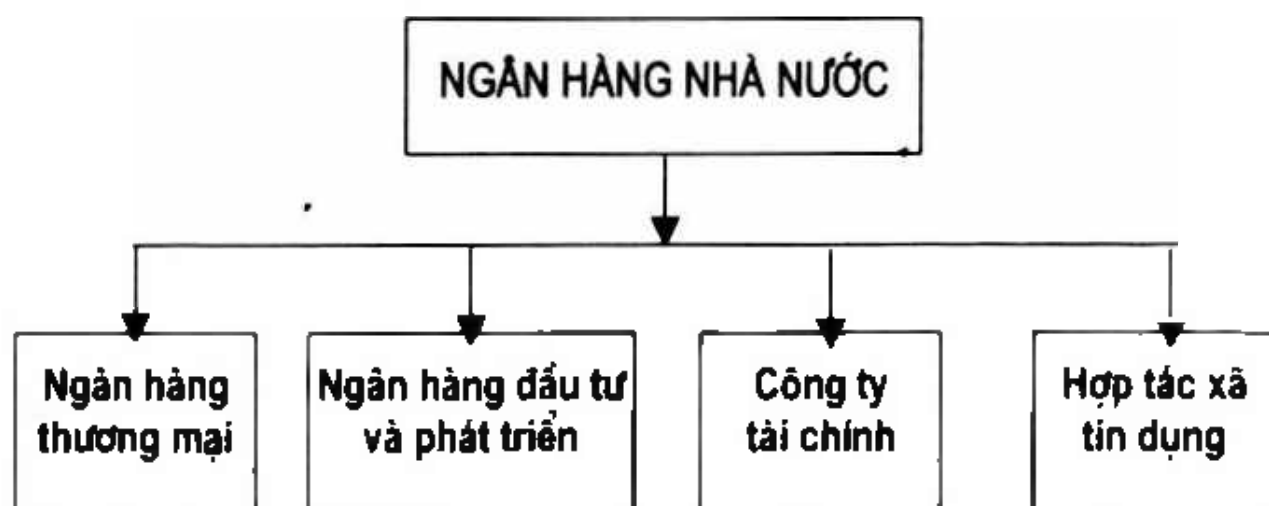 NGÂN HÀNG NHÀ NƯỚC
Ngân hàng
thương mại
Ngân hàng đầu tư
và phát triển
Công ty
tài chính
Hợp tác xã
tín dụng